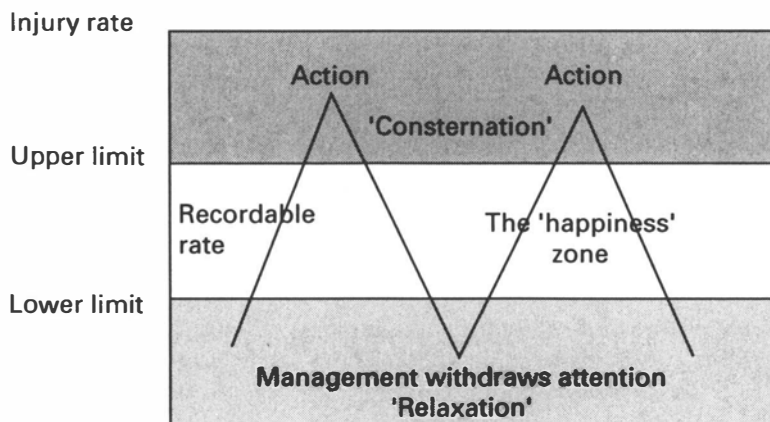 Injury rate
Action
Action
'Consternation'
Upper limit
Recordable
rate
The 'happiness'
zone
Lower limit
Management withdraws attention
'Relaxation'